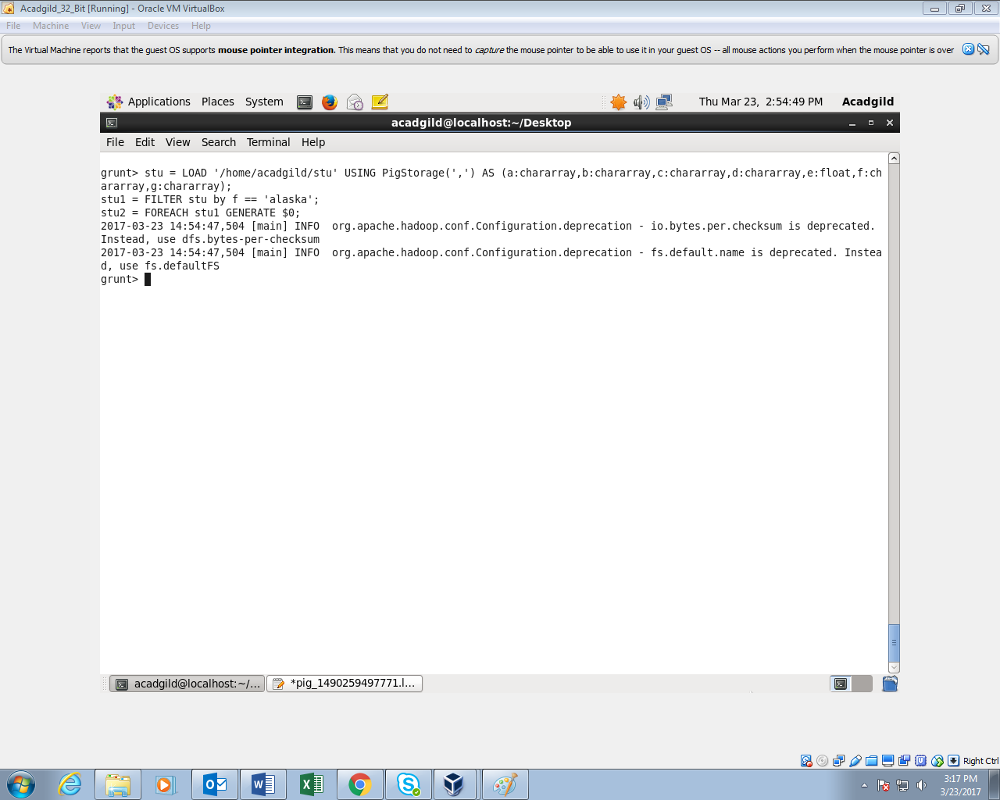 Acadgild_32_Bit [Running] - Oracle VM VirtualBox
File Machine View Input Devices Help
The Virtual Machine reports that the guest OS supports mouse pointer integration. This means that you do not need to capture the mouse pointer to be able to use it in your guest OS -- all mouse actions you perform when the mouse pointer is over
Applications Places System Thu Mar 23, 2:54:49 PM Acadgild
acadgild@localhost:~/Desktop
File Edit View Search Terminal Help
grunt> stu = LOAD '/home/acadgild/stu' USING PigStorage(',') AS (a:chararray,b:chararray,c:chararray,d:chararray,e:float,f:ch
ararray,g:chararray);
stu1 = FILTER stu by f == 'alaska';
stu2 = FOREACH stu1 GENERATE $0;
2017-03-23 14:54:47,504 [main] INFO  org.apache.hadoop.conf.Configuration.deprecation - io.bytes.per.checksum is deprecated.
Instead, use dfs.bytes-per-checksum
2017-03-23 14:54:47,504 [main] INFO  org.apache.hadoop.conf.Configuration.deprecation - fs.default.name is deprecated. Instea
d, use fs.defaultFS
grunt>
acadgild@localhost:~/... *pig_1490259497771.l...
Right Ctrl
3:17 PM
3/23/2017